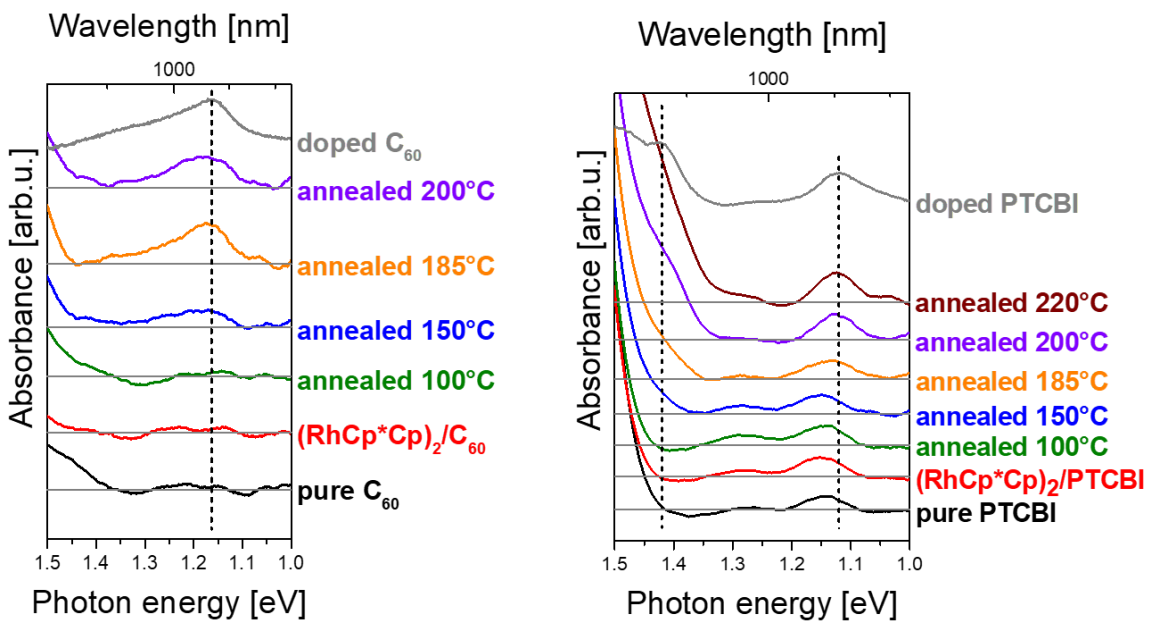 Wavelength [nm]
1000
Absorbance [arb.u.]
doped C₆₀
annealed 200°C
annealed 185°C
annealed 150°C
annealed 100°C
(RhCp*Cp)₂/C₆₀
pure C₆₀
1.5 1.4 1.3 1.2 1.1 1.0
Photon energy [eV]
Wavelength [nm]
1000
Absorbance [arb.u.]
doped PTCBI
annealed 220°C
annealed 200°C
annealed 185°C
annealed 150°C
annealed 100°C
(RhCp*Cp)₂/PTCBI
pure PTCBI
1.5 1.4 1.3 1.2 1.1 1.0
Photon energy [eV]